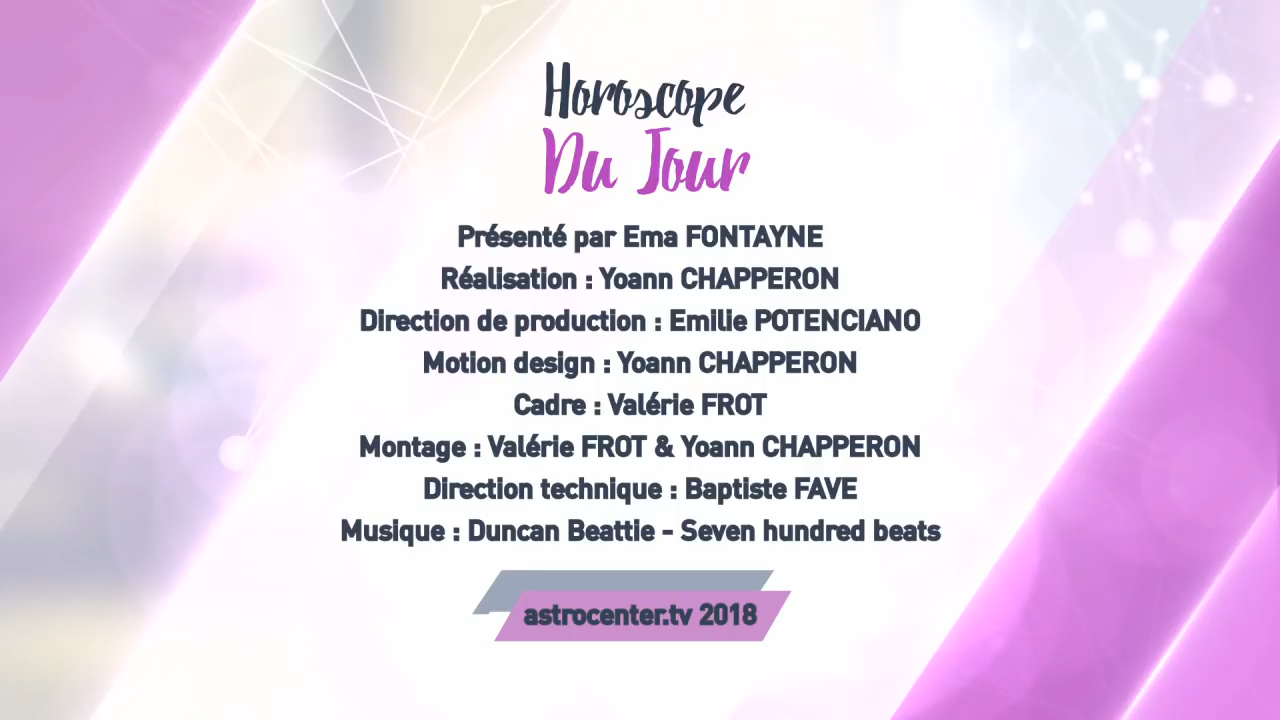 Horoscope
Du Jour
Présenté par Ema FONTAYNE
Réalisation : Yoann CHAPPERON
Direction de production : Emilie POTENCIANO
Motion design : Yoann CHAPPERON
Cadre : Valérie FROT
Montage : Valérie FROT & Yoann CHAPPERON
Direction technique : Baptiste FAVE
Musique : Duncan Beattie - Seven hundred beats
astrocenter.tv 2018